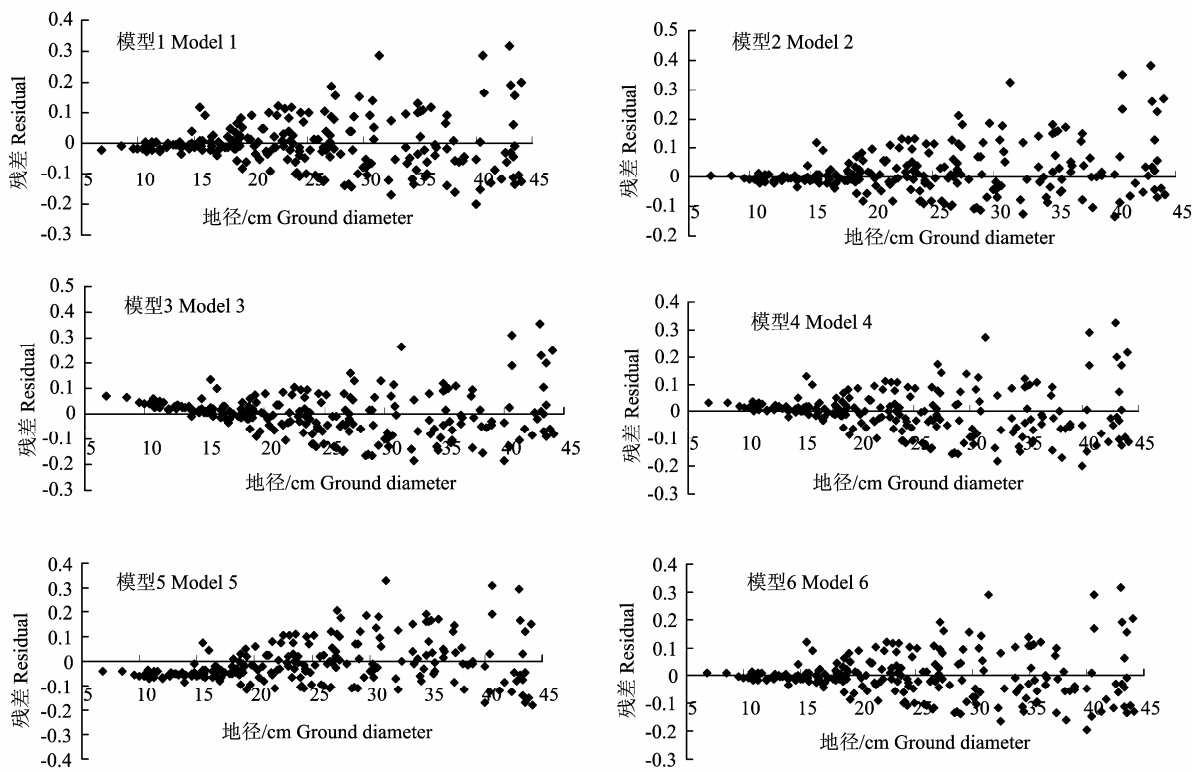 模型1 Model 1
0.4
0.3
0.2
0.1
0
-0.1
-0.2
-0.3
残差 Residual
5 10 15 20 25 30 35 40 45
地径/cm Ground diameter
模型2 Model 2
0.5
0.4
0.3
0.2
0.1
0
-0.1
-0.2
残差 Residual
5 10 15 20 25 30 35 40 45
地径/cm Ground diameter
模型3 Model 3
0.5
0.4
0.3
0.2
0.1
0
-0.1
-0.2
-0.3
残差 Residual
5 10 15 20 25 30 35 40 45
地径/cm Ground diameter
模型4 Model 4
0.4
0.3
0.2
0.1
0
-0.1
-0.2
-0.3
残差 Residual
5 10 15 20 25 30 35 40 45
地径/cm Ground diameter
模型5 Model 5
0.4
0.3
0.2
0.1
0
-0.1
-0.2
-0.3
-0.4
残差 Residual
5 10 15 20 25 30 35 40 45
地径/cm Ground diameter
模型6 Model 6
0.4
0.3
0.2
0.1
0
-0.1
-0.2
-0.3
残差 Residual
5 10 15 20 25 30 35 40 45
地径/cm Ground diameter